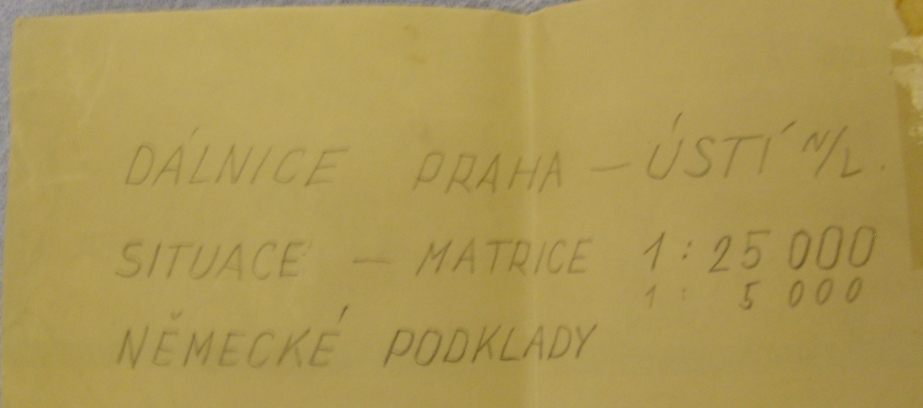 DÁLNICE PRAHA – ÚSTÍ N/L.
SITUACE – MATRICE 1 : 25 000
1 : 5 000
NĚMECKÉ PODKLADY